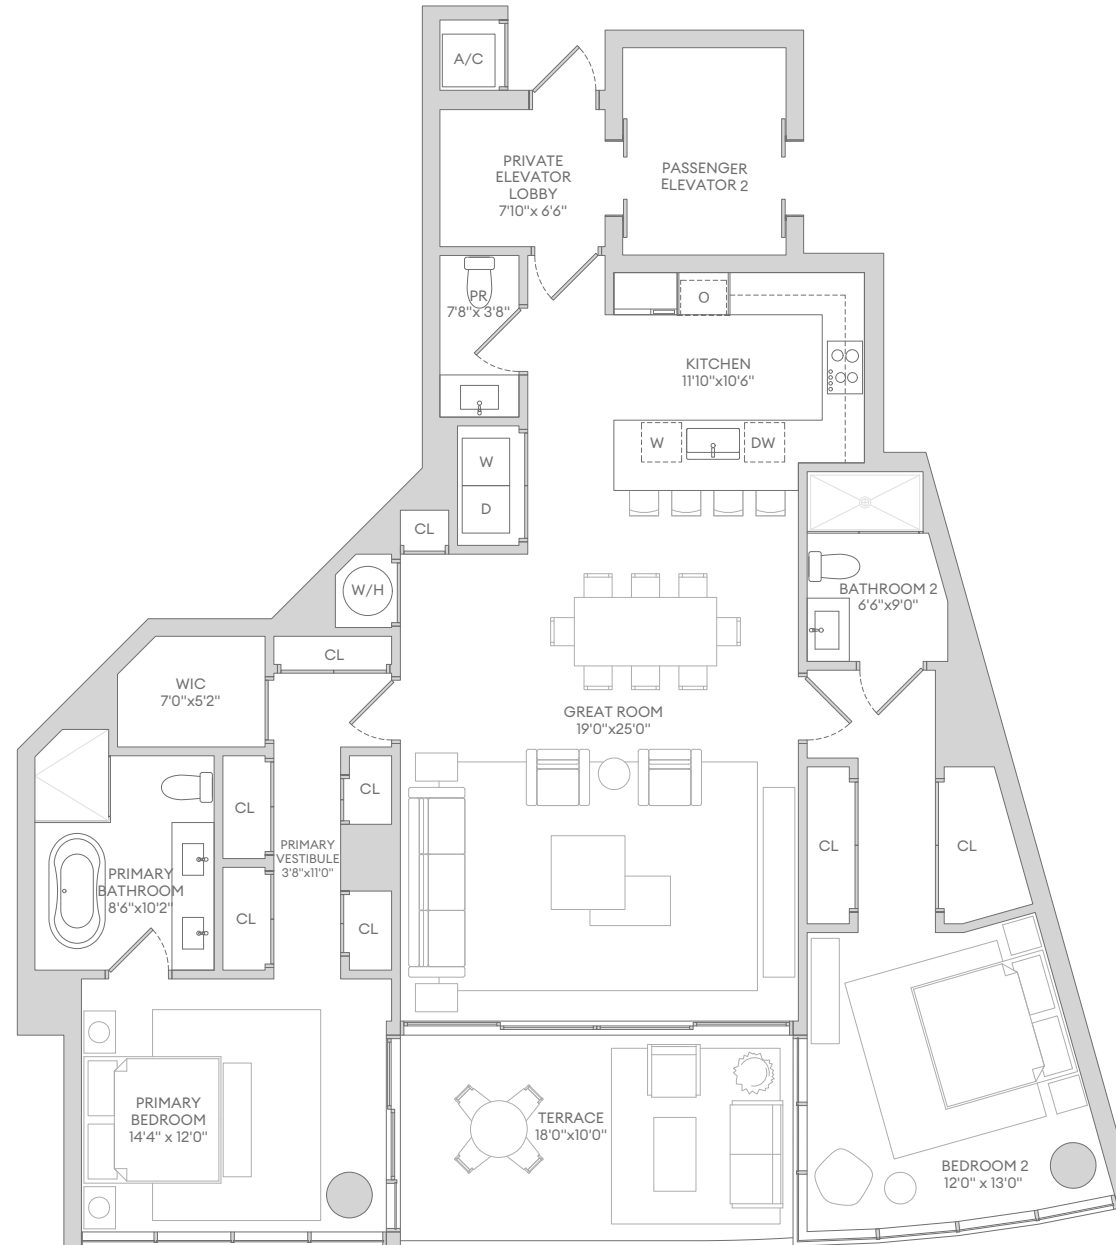 A/C
PRIVATE
ELEVATOR
LOBBY
7'10"x 6'6"
PASSENGER
ELEVATOR 2
PR
7'8"x 3'8"
O
KITCHEN
11'10"x10'6"
W
DW
W
D
CL
W/H
BATHROOM 2
6'6"x9'0"
CL
WIC
7'0"x5'2"
GREAT ROOM
19'0"x25'0"
CL
CL
PRIMARY
VESTIBULE
3'8"x11'0"
CL
CL
PRIMARY
BATHROOM
8'6"x10'2"
CL
CL
PRIMARY
BEDROOM
14'4" x 12'0"
TERRACE
18'0"x10'0"
BEDROOM 2
12'0" x 13'0"